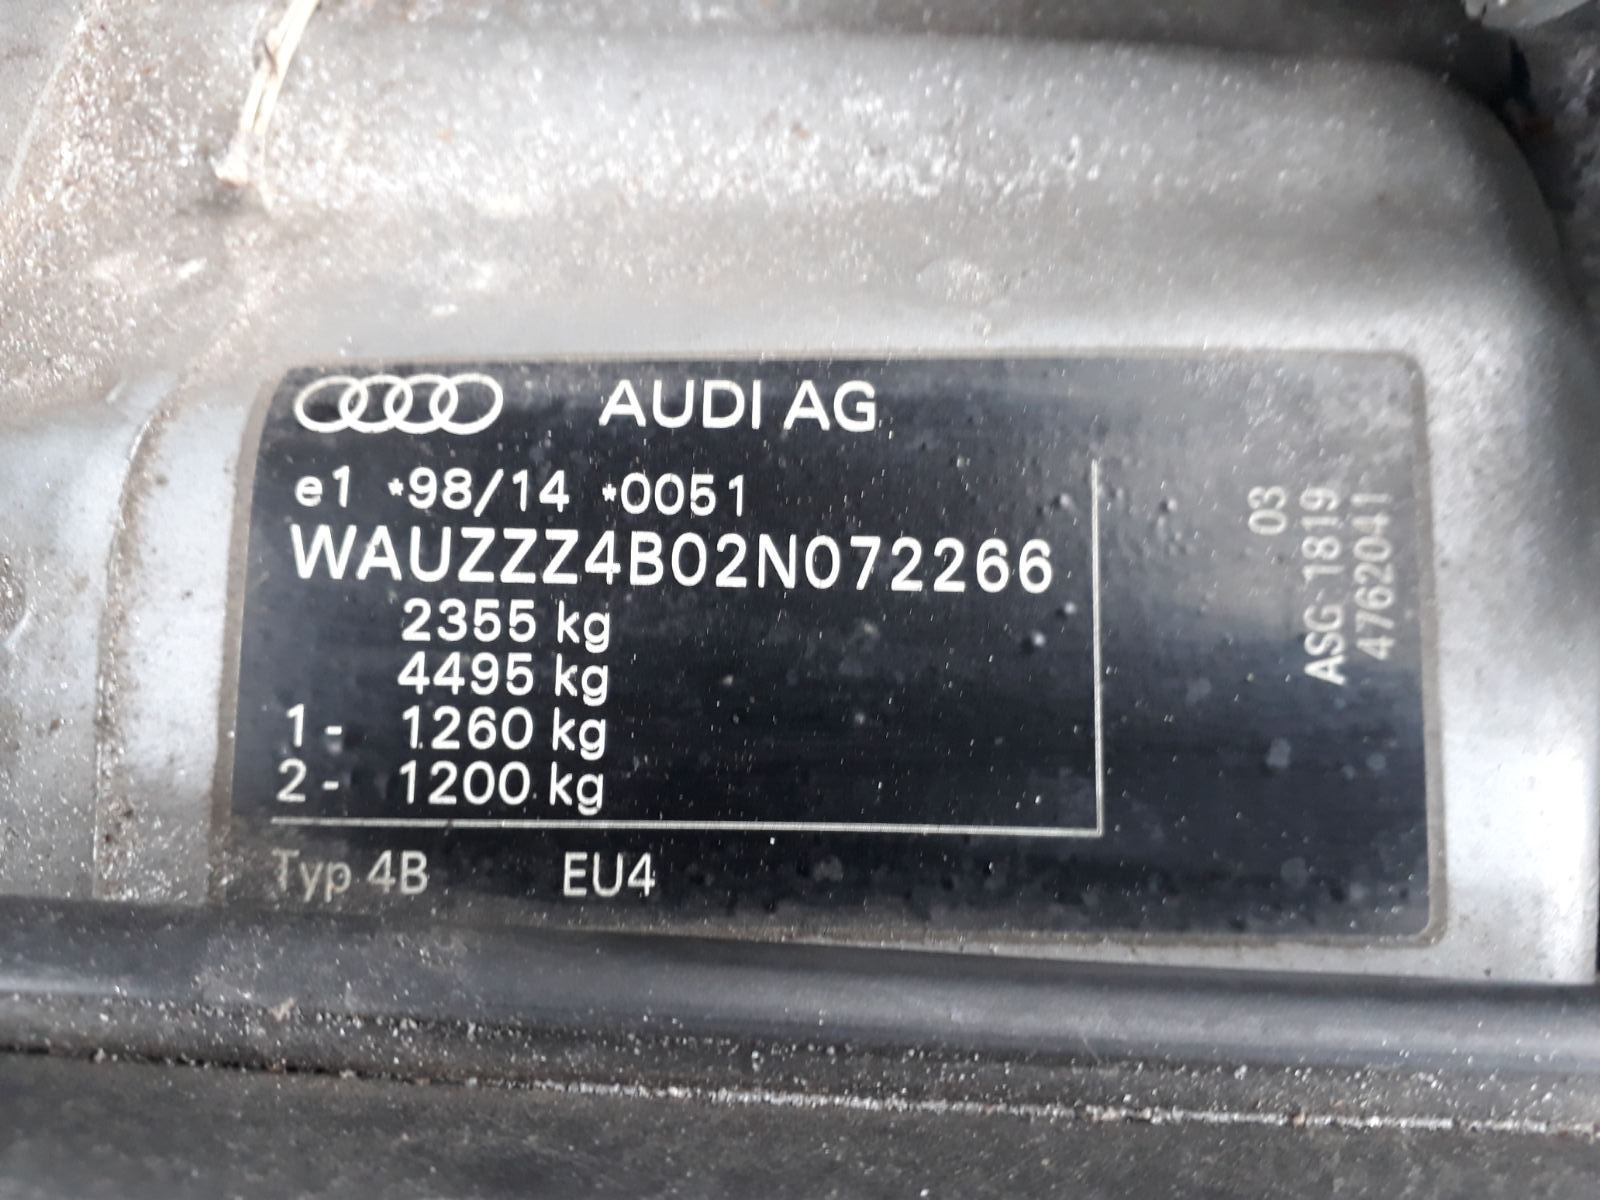 AUDI AG
e1 *98/14 *0051
WAUZZZ4B02N072266
2355 kg
4495 kg
1 - 1260 kg
2 - 1200 kg
Typ 4B EU4
03
ASG 1819
47620041